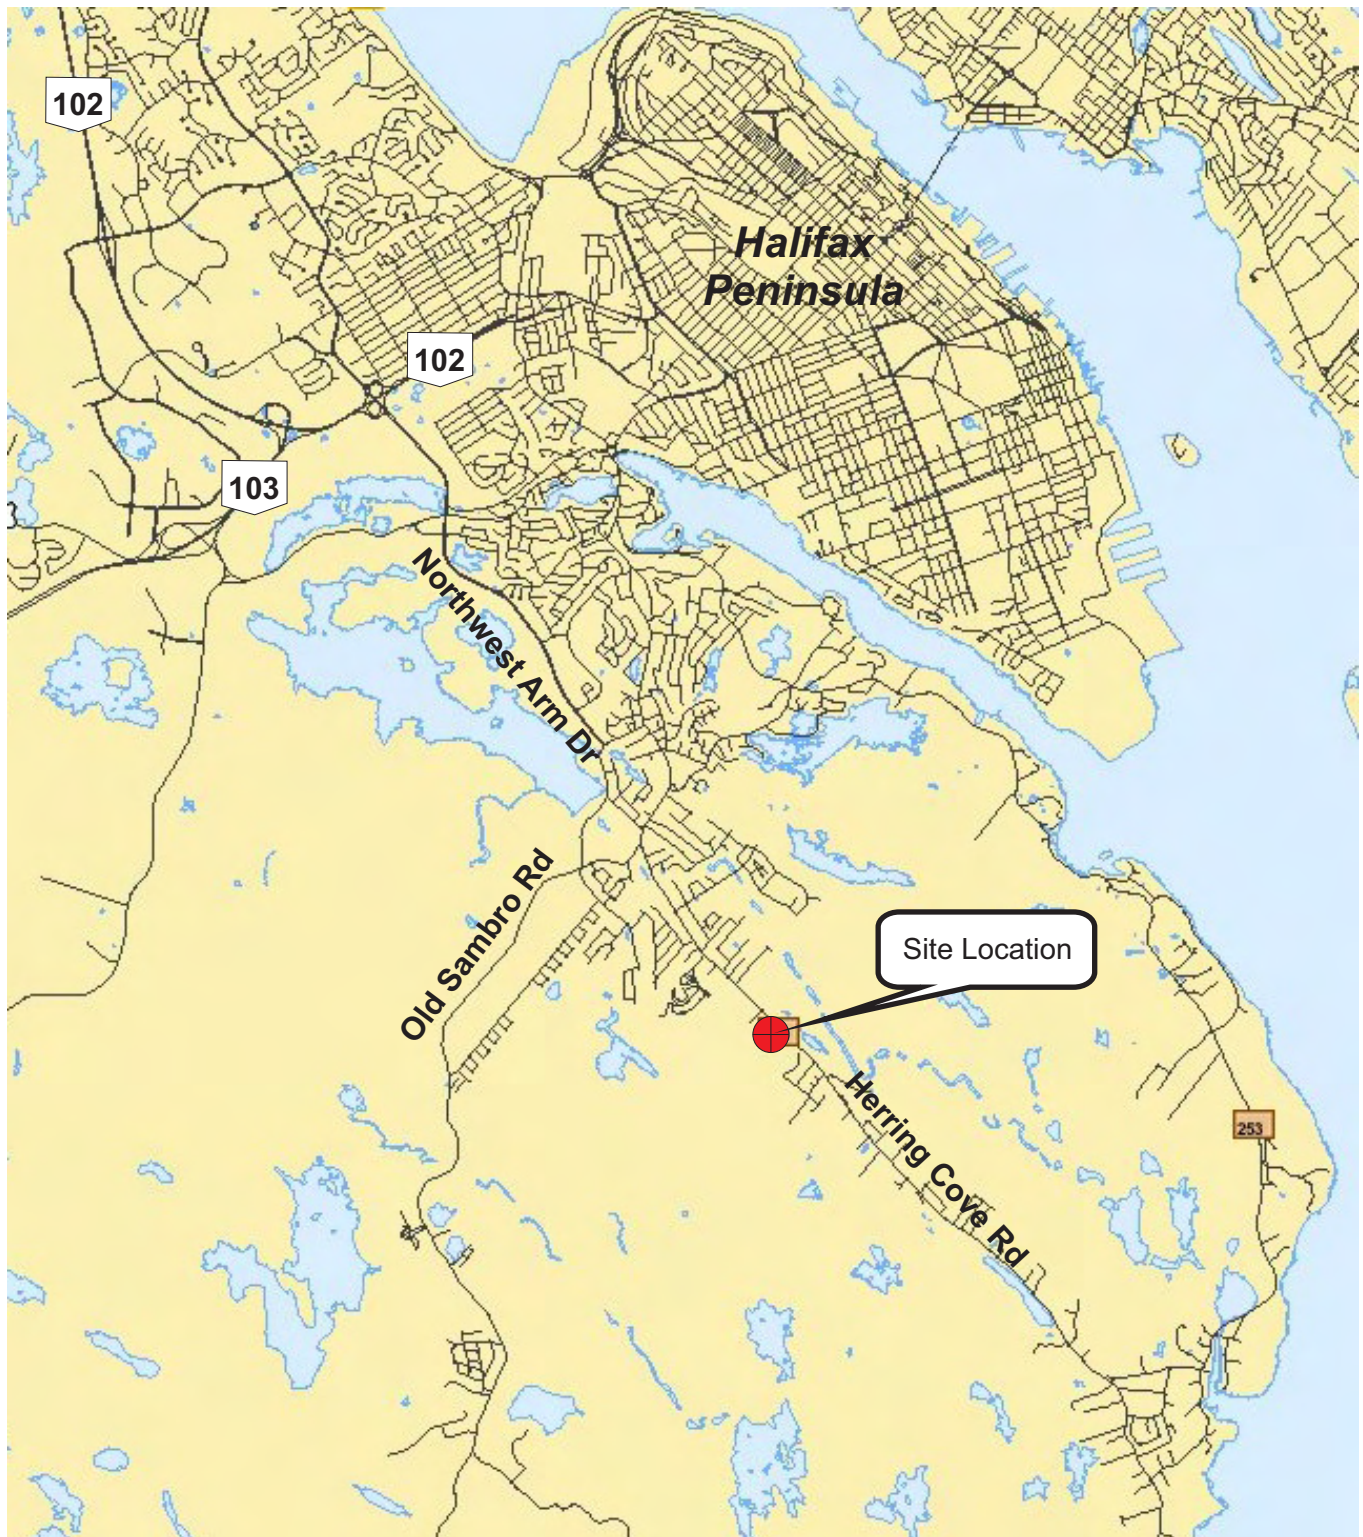 102
Halifax
Peninsula
102
103
Northwest Arm Dr
Old Sambro Rd
Site Location
Herring Cove Rd
253